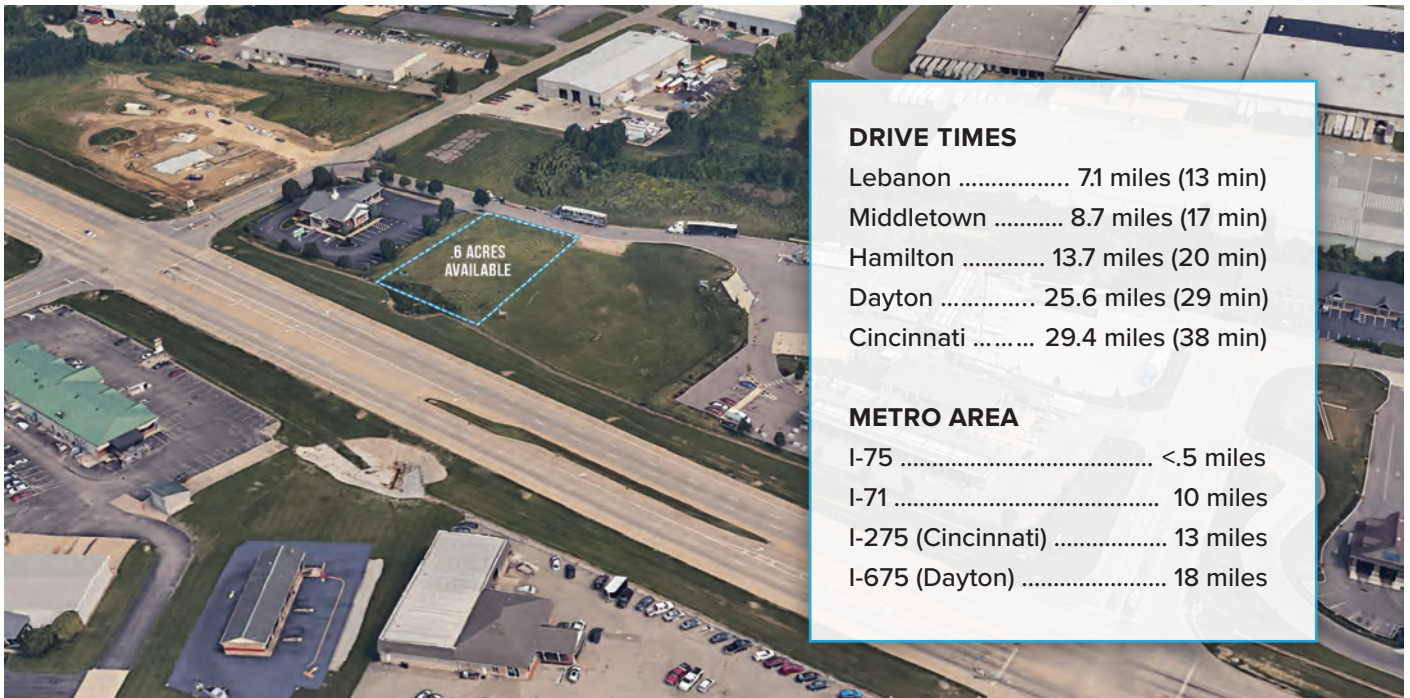 .6 ACRES
AVAILABLE
DRIVE TIMES
Lebanon ................ 7.1 miles (13 min)
Middletown ........... 8.7 miles (17 min)
Hamilton ............ 13.7 miles (20 min)
Dayton .............. 25.6 miles (29 min)
Cincinnati ......... 29.4 miles (38 min)
METRO AREA
I-75 ..................................... <.5 miles
I-71 ....................................... 10 miles
I-275 (Cincinnati) ................. 13 miles
I-675 (Dayton) ...................... 18 miles